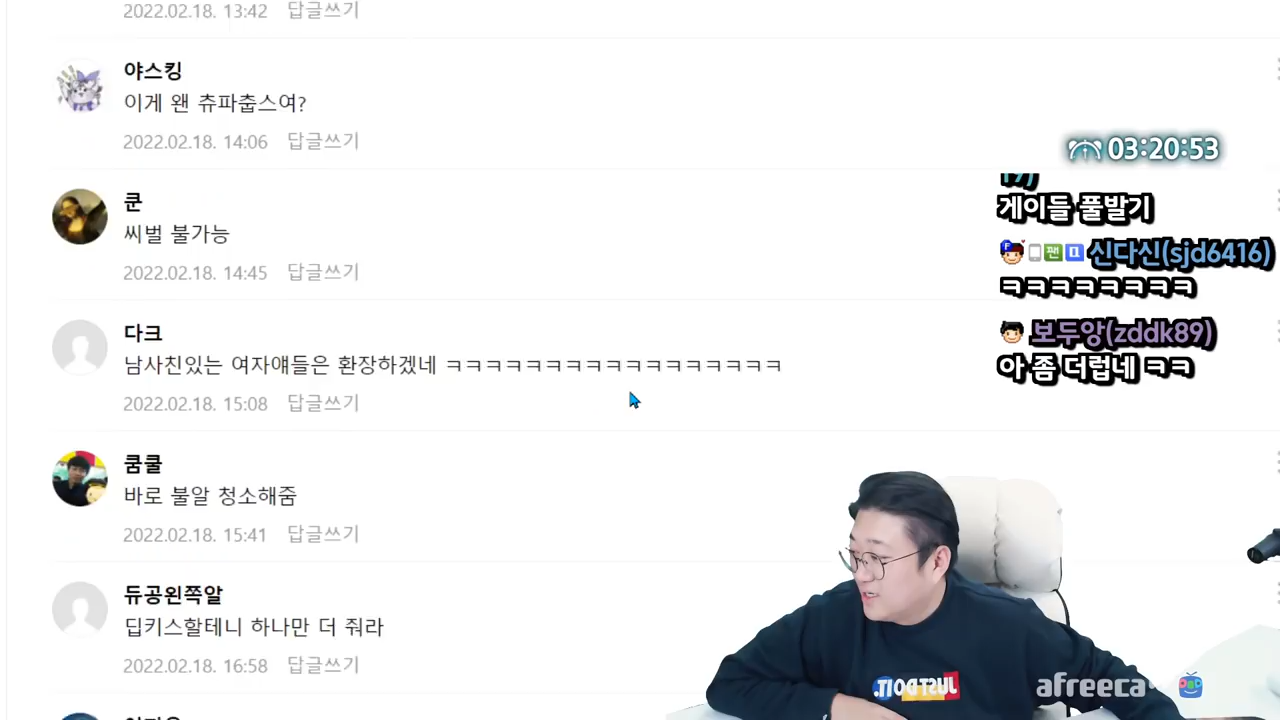 2022.02.18. 13:42 답글쓰기
야스킹
이게 왠 츄파춥스여?
2022.02.18. 14:06 답글쓰기
쿤
씨벌 불가능
2022.02.18. 14:45 답글쓰기
다크
남사친있는 여자얘들은 환장하겠네 ㅋㅋㅋㅋㅋㅋㅋㅋㅋㅋㅋㅋㅋㅋㅋㅋㅋ
2022.02.18. 15:08 답글쓰기
쿰쿨
바로 불알 청소해줌
2022.02.18. 15:41 답글쓰기
듀공왼쪽알
딥키스할테니 하나만 더 줘라
2022.02.18. 16:58 답글쓰기
03:20:53
게이들 풀발기
신다신(sjd6416)
ㅋㅋㅋㅋㅋㅋㅋㅋ
보두앙(zddk89)
아 좀 더럽네 ㅋㅋ
JUST DO IT.
afreeca